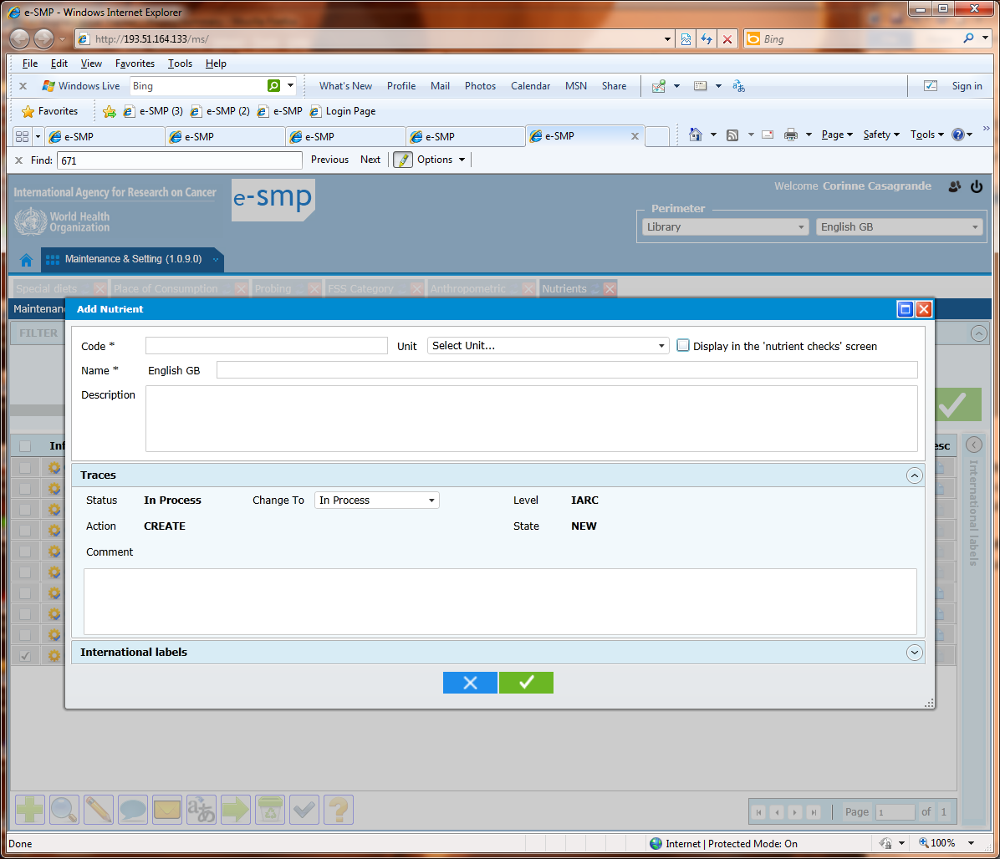 e-SMP - Windows Internet Explorer
http://193.51.164.133/ms/
Bing
File Edit View Favorites Tools Help
Windows Live Bing What's New Profile Mail Photos Calendar MSN Share Sign in
Favorites e-SMP (3) e-SMP (2) e-SMP Login Page
e-SMP e-SMP e-SMP e-SMP e-SMP Page Safety Tools
Find: 671 Previous Next Options
International Agency for Research on Cancer
World Health
Organization
e-smp
Welcome Corinne Casagrande
Perimeter
Library English GB
Maintenance & Setting (1.0.9.0)
Special diets Place of Consumption Probing FSS Category Anthropometric Nutrients
Maintenan
Add Nutrient
FILTER
Code * Unit Select Unit... Display in the 'nutrient checks' screen
Name * English GB
Description
Inf
esc
International labels
Traces
Status In Process Change To In Process Level IARC
Action CREATE State NEW
Comment
International labels
Page 1 of 1
Done Internet | Protected Mode: On 100%